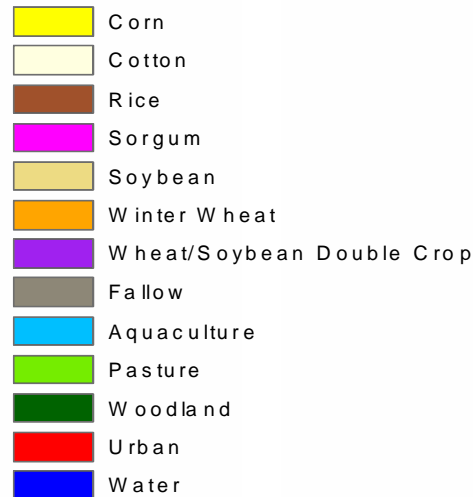 Corn
Cotton
Rice
Sorgum
Soybean
Winter Wheat
Wheat/Soybean Double Crop
Fallow
Aquaculture
Pasture
Woodland
Urban
Water